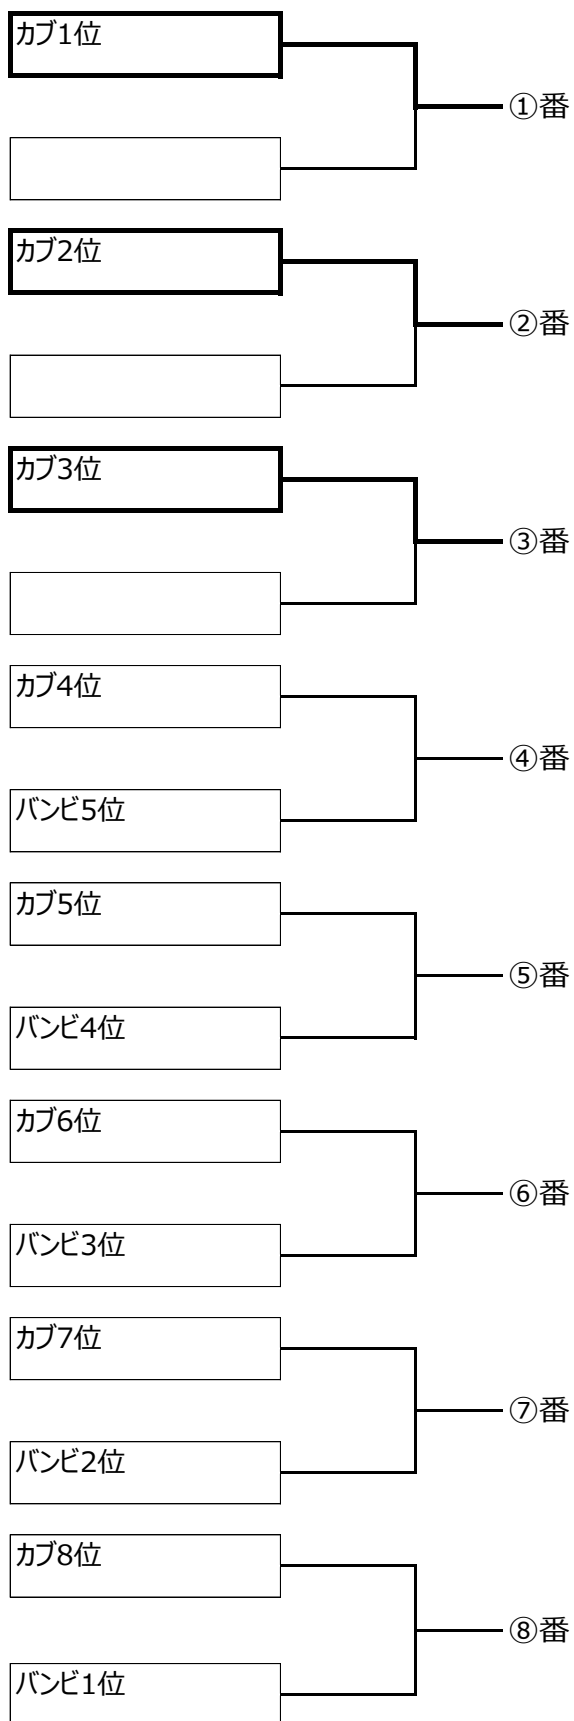 カブ1位
①番
カブ2位
②番
カブ3位
③番
カブ4位
④番
バンビ5位
カブ5位
⑤番
バンビ4位
カブ6位
⑥番
バンビ3位
カブ7位
⑦番
バンビ2位
カブ8位
⑧番
バンビ1位